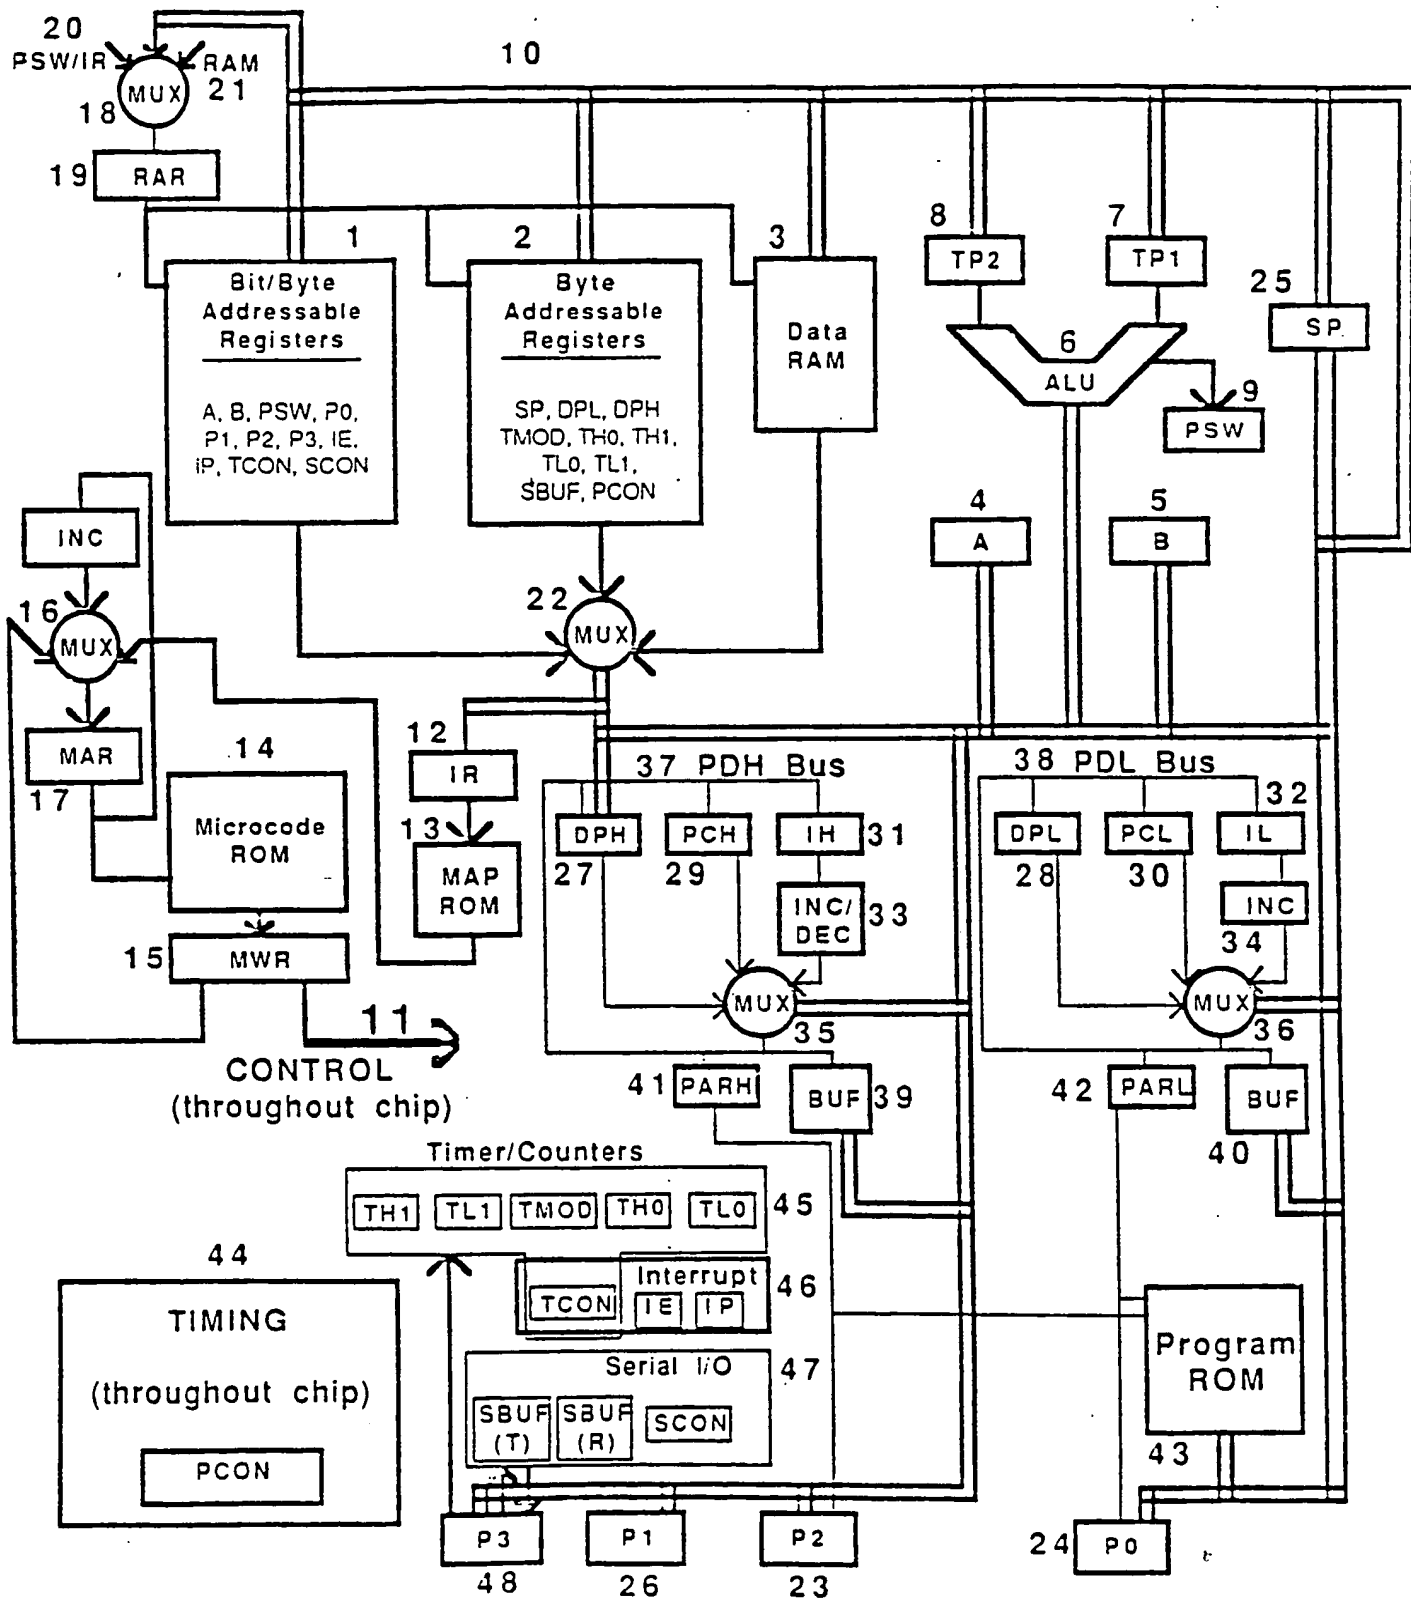 20
PSW/IR
RAM
21
MUX
18
10
19
RAR
1
Bit/Byte
Addressable
Registers
A, B, PSW, P0,
P1, P2, P3, IE,
IP, TCON, SCON
2
Byte
Addressable
Registers
SP, DPL, DPH
TMOD, TH0, TH1,
TL0, TL1,
SBUF, PCON
3
Data
RAM
8
TP2
7
TP1
25
SP
6
ALU
9
PSW
4
A
5
B
INC
16
MUX
MAR
17
22
MUX
14
Microcode
ROM
15
MWR
12
IR
13
MAP
ROM
11
CONTROL
(throughout chip)
37 PDH Bus
DPH
27
PCH
29
IH
31
INC/
DEC
33
MUX
35
41
PARH
BUF
39
38 PDL Bus
32
DPL
28
PCL
30
IL
INC
34
MUX
36
42
PARL
BUF
40
Timer/Counters
TH1
TL1
TMOD
TH0
TL0
45
Interrupt
TCON
IE
IP
46
Serial I/O
47
SBUF
(T)
SBUF
(R)
SCON
44
TIMING
(throughout chip)
PCON
Program
ROM
43
P3
48
P1
26
P2
23
24
P0